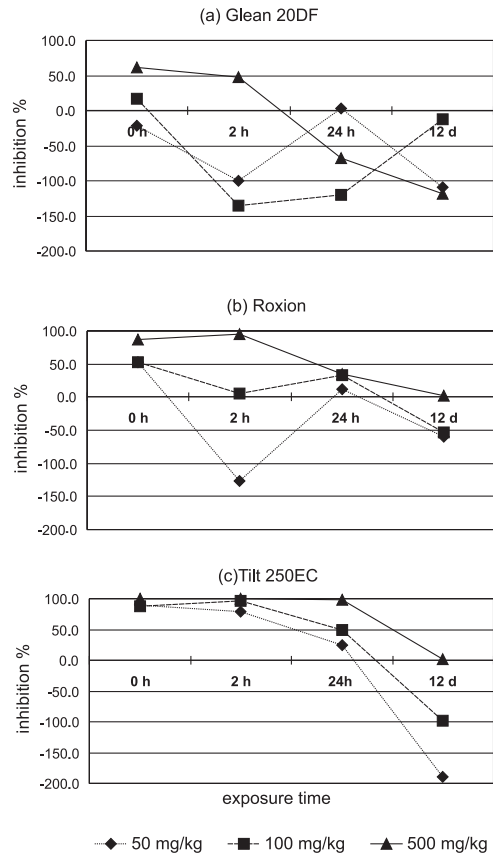 (a) Glean 20DF
100.0
50.0
0.0
-50.0
-100.0
-150.0
-200.0
inhibition %
0 h 2 h 24 h 12 d
(b) Roxion
100.0
50.0
0.0
-50.0
-100.0
-150.0
-200.0
inhibition %
0 h 2 h 24 h 12 d
(c)Tilt 250EC
100.0
50.0
0.0
-50.0
-100.0
-150.0
-200.0
inhibition %
0 h 2 h 24h 12 d
exposure time
50 mg/kg 100 mg/kg 500 mg/kg